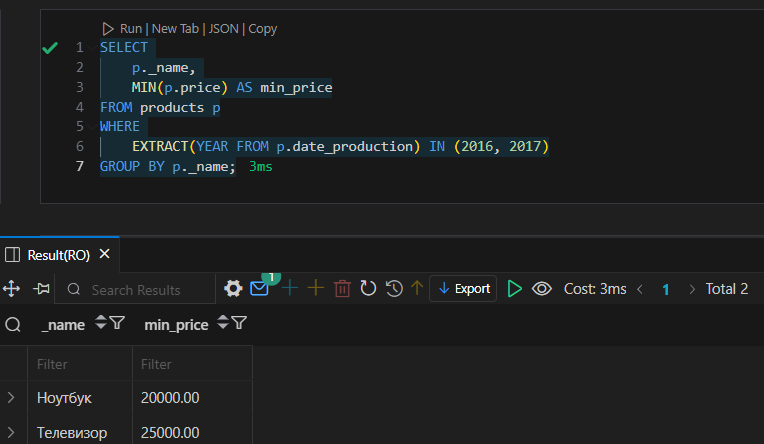 Run | New Tab | JSON | Copy
1 SELECT
2 p._name,
3 MIN(p.price) AS min_price
4 FROM products p
5 WHERE
6 EXTRACT(YEAR FROM p.date_production) IN (2016, 2017)
7 GROUP BY p._name; 3ms
Result(RO)
Search Results 1 Export Cost: 3ms 1 Total 2
_name min_price
Filter Filter
Ноутбук 20000.00
Телевизор 25000.00